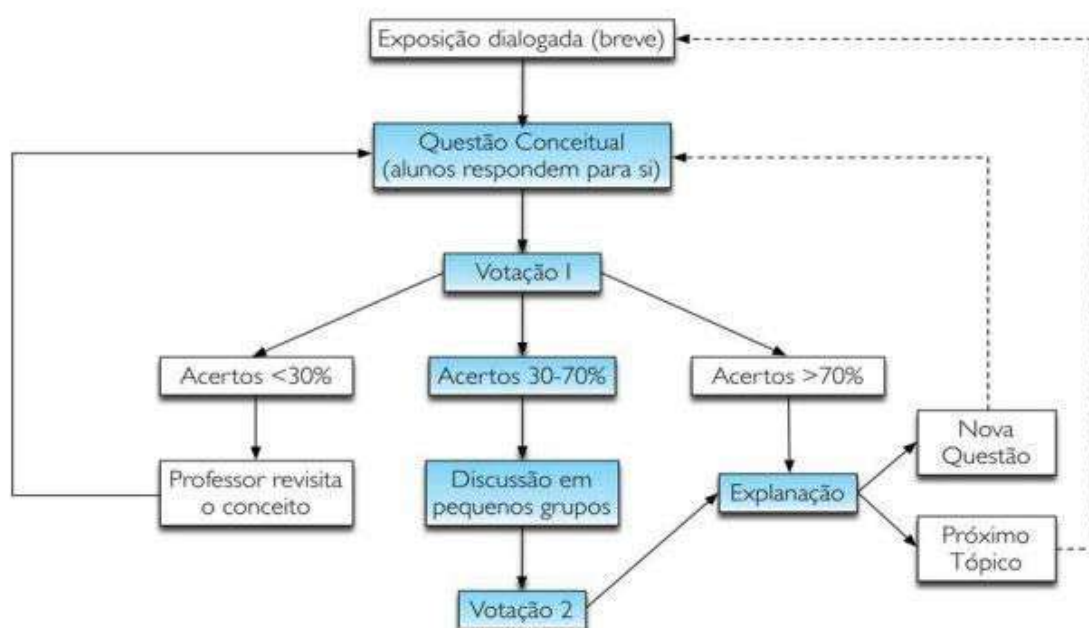 Exposição dialogada (breve)
Questão Conceitual
(alunos respondem para si)
Votação I
Acertos <30%
Acertos 30-70%
Acertos >70%
Professor revisita
o conceito
Discussão em
pequenos grupos
Explanação
Nova
Questão
Próximo
Tópico
Votação 2